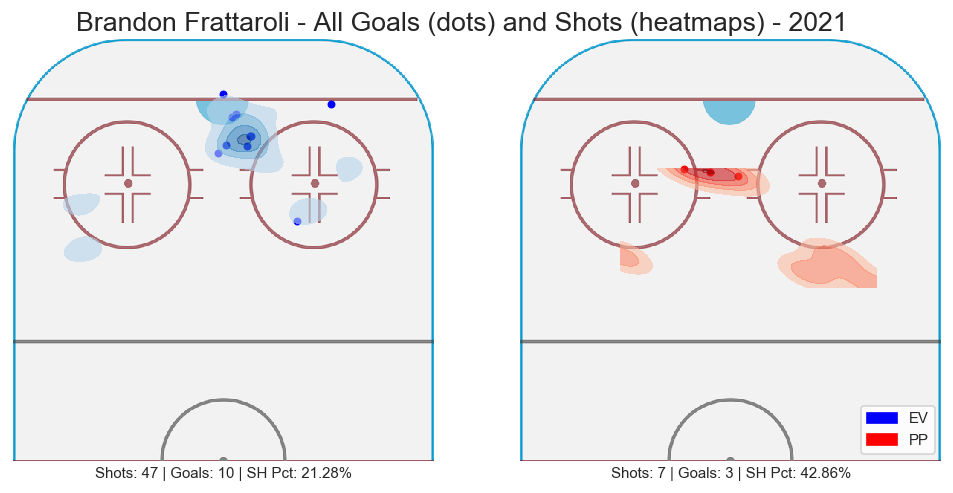 Brandon Frattaroli - All Goals (dots) and Shots (heatmaps) - 2021
EV
PP
Shots: 47 | Goals: 10 | SH Pct: 21.28%
Shots: 7 | Goals: 3 | SH Pct: 42.86%